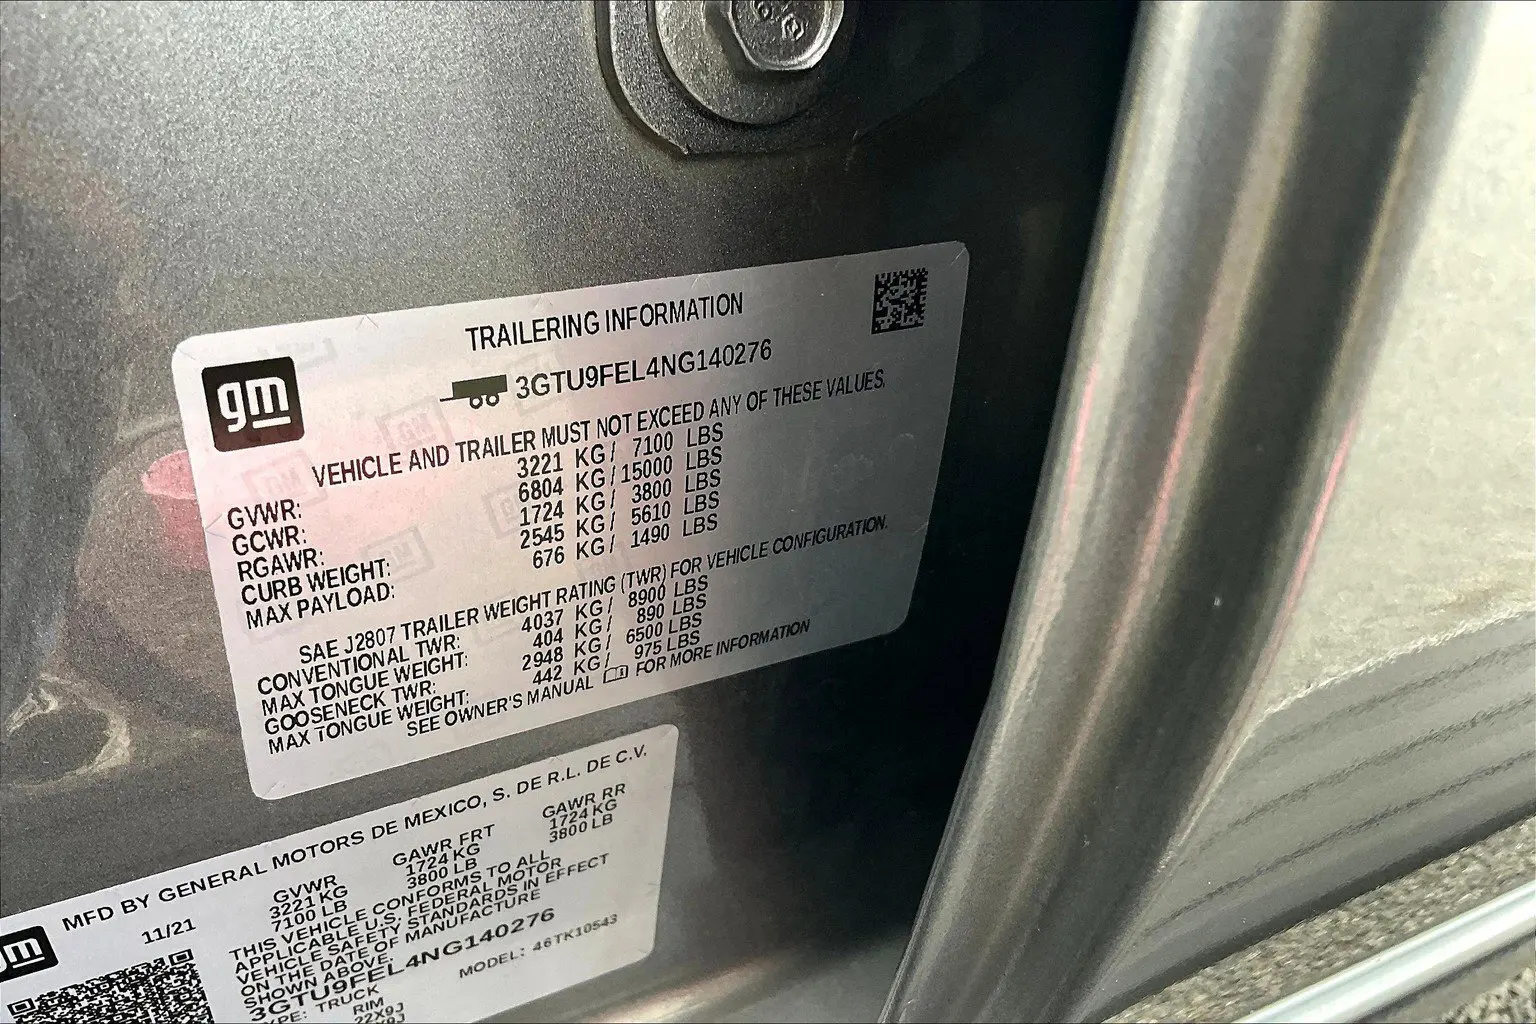 TRAILERING INFORMATION
gm
3GTU9FEL4NG140276
VEHICLE AND TRAILER MUST NOT EXCEED ANY OF THESE VALUES.
GVWR: 3221 KG/ 7100 LBS
GCWR: 6804 KG/ 15000 LBS
RGAWR: 1724 KG/ 3800 LBS
CURB WEIGHT: 2545 KG/ 5610 LBS
MAX PAYLOAD: 676 KG/ 1490 LBS
SAE J2807 TRAILER WEIGHT RATING (TWR) FOR VEHICLE CONFIGURATION.
CONVENTIONAL TWR: 4037 KG/ 8900 LBS
MAX TONGUE WEIGHT: 404 KG/ 890 LBS
GOOSENECK TWR: 2948 KG/ 6500 LBS
MAX TONGUE WEIGHT: 442 KG/ 975 LBS
SEE OWNER'S MANUAL FOR MORE INFORMATION
gm
MFD BY GENERAL MOTORS DE MEXICO, S. DE R.L. DE C.V.
11/21
GVWR GAWR FRT GAWR RR
3221 KG 1724 KG 1724 KG
7100 LB 3800 LB 3800 LB
THIS VEHICLE CONFORMS TO ALL
APPLICABLE U.S. FEDERAL MOTOR
VEHICLE SAFETY STANDARDS IN EFFECT
ON THE DATE OF MANUFACTURE
SHOWN ABOVE.
3GTU9FEL4NG140276
TYPE: TRUCK MODEL: 46TK10543
RIM
22X9J